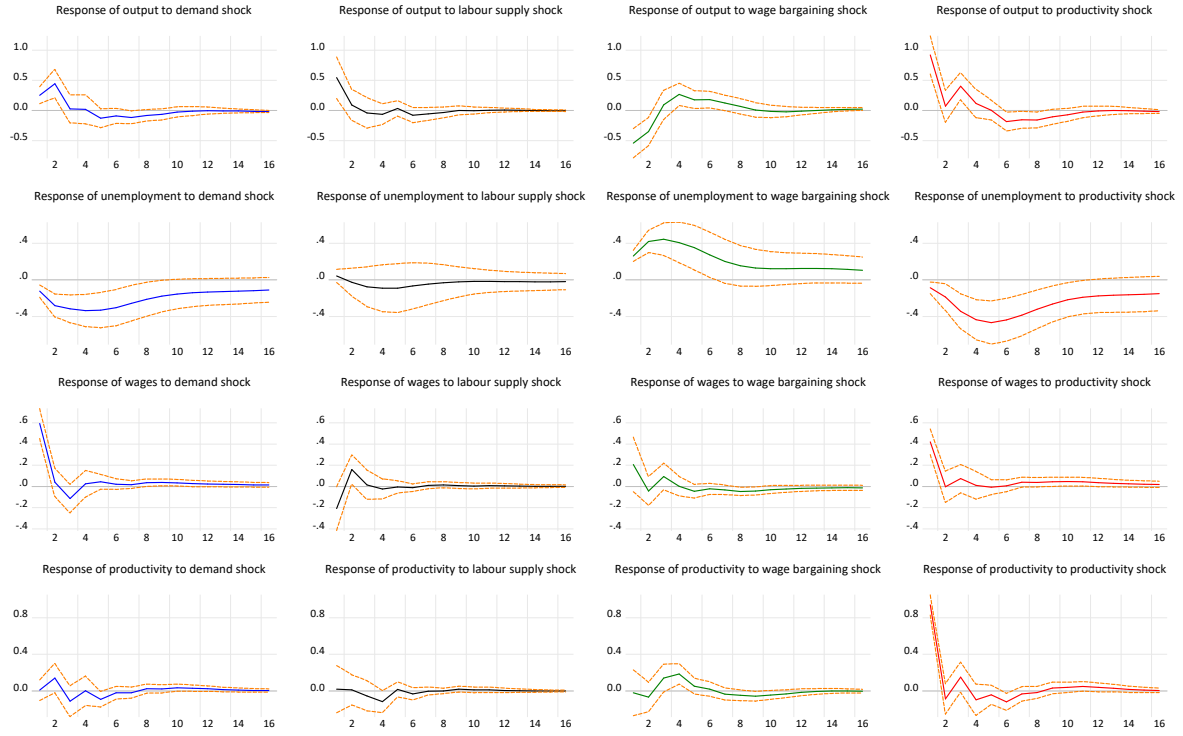 Response of output to demand shock
Response of output to labour supply shock
Response of output to wage bargaining shock
Response of output to productivity shock
1.0
0.5
0.0
-0.5
2 4 6 8 10 12 14 16
1.0
0.5
0.0
-0.5
2 4 6 8 10 12 14 16
1.0
0.5
0.0
-0.5
2 4 6 8 10 12 14 16
1.0
0.5
0.0
-0.5
2 4 6 8 10 12 14 16
Response of unemployment to demand shock
Response of unemployment to labour supply shock
Response of unemployment to wage bargaining shock
Response of unemployment to productivity shock
.4
.0
-.4
2 4 6 8 10 12 14 16
.4
.0
-.4
2 4 6 8 10 12 14 16
.4
.0
-.4
2 4 6 8 10 12 14 16
.4
.0
-.4
2 4 6 8 10 12 14 16
Response of wages to demand shock
Response of wages to labour supply shock
Response of wages to wage bargaining shock
Response of wages to productivity shock
.6
.4
.2
.0
-.2
-.4
2 4 6 8 10 12 14 16
.6
.4
.2
.0
-.2
-.4
2 4 6 8 10 12 14 16
.6
.4
.2
.0
-.2
-.4
2 4 6 8 10 12 14 16
.6
.4
.2
.0
-.2
-.4
2 4 6 8 10 12 14 16
Response of productivity to demand shock
Response of productivity to labour supply shock
Response of productivity to wage bargaining shock
Response of productivity to productivity shock
0.8
0.4
0.0
2 4 6 8 10 12 14 16
0.8
0.4
0.0
2 4 6 8 10 12 14 16
0.8
0.4
0.0
2 4 6 8 10 12 14 16
0.8
0.4
0.0
2 4 6 8 10 12 14 16